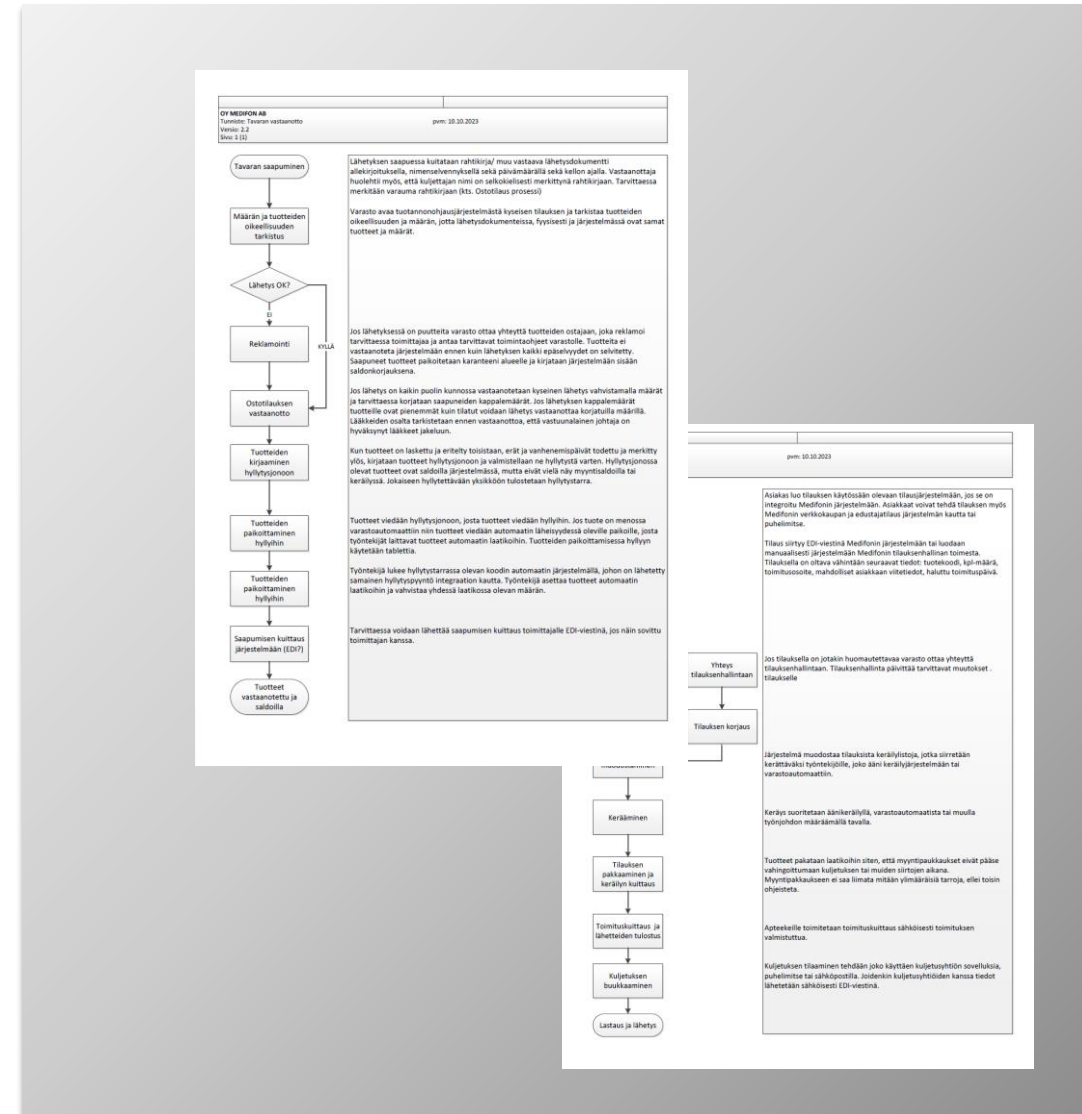 OY MEDIFON AB
Tunniste: Tavaran vastaanotto
Versio: 2.2
Sivu: 1 (1)
pvm: 10.10.2023
Tavaran saapuminen
Määrän ja tuotteiden
oikeellisuuden
tarkistus
Lähetys OK?
EI
KYLLÄ
Reklamointi
Ostotilauksen
vastaanotto
Tuotteiden
kirjaaminen
hyllytysjonoon
Tuotteiden
paikoittaminen
hyllyihin
Tuotteiden
paikoittaminen
hyllyihin
Saapumisen kuittaus
järjestelmään (EDI?)
Tuotteet
vastaanotettu ja
saldoilla
Lähetyksen saapuessa kuitataan rahtikirja/ muu vastaava lähetysdokumentti
allekirjoituksella, nimenselvennyksellä sekä päivämäärällä sekä kellon ajalla. Vastaanottaja
huolehtii myös, että kuljettajan nimi on selkokielisesti merkittynä rahtikirjaan. Tarvittaessa
merkitään varauma rahtikirjaan (kts. Ostotilaus prosessi)
Varasto avaa tuotannonohjausjärjestelmästä kyseisen tilauksen ja tarkistaa tuotteiden
oikeellisuuden ja määrän, jotta lähetysdokumenteissa, fyysisesti ja järjestelmässä ovat samat
tuotteet ja määrät.
Jos lähetyksessä on puutteita varasto ottaa yhteyttä tuotteiden ostajaan, joka reklamoi
tarvittaessa toimittajaa ja antaa tarvittavat toimintaohjeet varastolle. Tuotteita ei
vastaanoteta järjestelmään ennen kuin lähetyksen kaikki epäselvyydet on selvitetty.
Saapuneet tuotteet paikoitetaan karanteeni alueelle ja kirjataan järjestelmään sisään
saldonkorjauksena.
Jos lähetys on kaikin puolin kunnossa vastaanotetaan kyseinen lähetys vahvistamalla määrät
ja tarvittaessa korjataan saapuneiden kappalemäärät. Jos lähetyksen kappalemäärät
tuotteille ovat pienemmät kuin tilatut voidaan lähetys vastaanottaa korjatuilla määrillä.
Lääkkeiden osalta tarkistetaan ennen vastaanottoa, että vastuunalainen johtaja on
hyväksynyt lääkkeet jakeluun.
Kun tuotteet on laskettu ja eritelty toisistaan, erät ja vanhenemispäivät todettu ja merkitty
ylös, kirjataan tuotteet hyllytysjonoon ja valmistellaan ne hyllytystä varten. Hyllytysjonossa
olevat tuotteet ovat saldoilla järjestelmässä, mutta eivät vielä näy myyntisaldoilla tai
keräilyssä. Jokaiseen hyllytettävään yksikköön tulostetaan hyllytystarra.
Tuotteet viedään hyllytysjonoon, josta tuotteet viedään hyllyihin. Jos tuote on menossa
varastoautomaattiin niin tuotteet viedään automaatin läheisyydessä oleville paikoille, josta
työntekijät laittavat tuotteet automaatin laatikoihin. Tuotteiden paikoittamisessa hyllyyn
käytetään tablettia.
Työntekijä lukee hyllytystarrassa olevan koodin automaatin järjestelmällä, johon on lähetetty
samainen hyllytyspyyntö integraation kautta. Työntekijä asettaa tuotteet automaatin
laatikoihin ja vahvistaa yhdessä laatikossa olevan määrän.
Tarvittaessa voidaan lähettää saapumisen kuittaus toimittajalle EDI-viestinä, jos näin sovittu
toimittajan kanssa.
pvm: 10.10.2023
Yhteys
tilauksenhallintaan
Tilauksen korjaus
muodostaminen
Kerääminen
Tilauksen
pakkaaminen ja
keräilyn kuittaus
Toimituskuittaus ja
lähetteiden tulostus
Kuljetuksen
buukkaaminen
Lastaus ja lähetys
Asiakas luo tilauksen käytössään olevaan tilausjärjestelmään, jos se on
integroitu Medifonin järjestelmään. Asiakkaat voivat tehdä tilauksen myös
Medifonin verkkokaupan ja edustajatilaus järjestelmän kautta tai
puhelimitse.
Tilaus siirtyy EDI-viestinä Medifonin järjestelmään tai luodaan
manuaalisesti järjestelmään Medifonin tilauksenhallinan toimesta.
Tilauksella on oltava vähintään seuraavat tiedot: tuotekoodi, kpl-määrä,
toimitusosoite, mahdolliset asiakkaan viitetiedot, haluttu toimituspäivä.
Jos tilauksella on jotakin huomautettavaa varasto ottaa yhteyttä
tilauksenhallintaan. Tilauksenhallinta päivittää tarvittavat muutokset .
tilaukselle
Järjestelmä muodostaa tilauksista keräilylistoja, jotka siirretään
kerättäväksi työntekijöille, joko ääni keräilyjärjestelmään tai
varastoautomaattiin.
Keräys suoritetaan äänikeräilyllä, varastoautomaatista tai muulla
työnjohdon määräämällä tavalla.
Tuotteet pakataan laatikoihin siten, että myyntipaukkaukset eivät pääse
vahingoittumaan kuljetuksen tai muiden siirtojen aikana.
Myyntipakkaukseen ei saa liimata mitään ylimääräisiä tarroja, ellei toisin
ohjeisteta.
Apteekeille toimitetaan toimituskuittaus sähköisesti toimituksen
valmistuttua.
Kuljetuksen tilaaminen tehdään joko käyttäen kuljetusyhtiön sovelluksia,
puhelimitse tai sähköpostilla. Joidenkin kuljetusyhtiöiden kanssa tiedot
lähetetään sähköisesti EDI-viestinä.